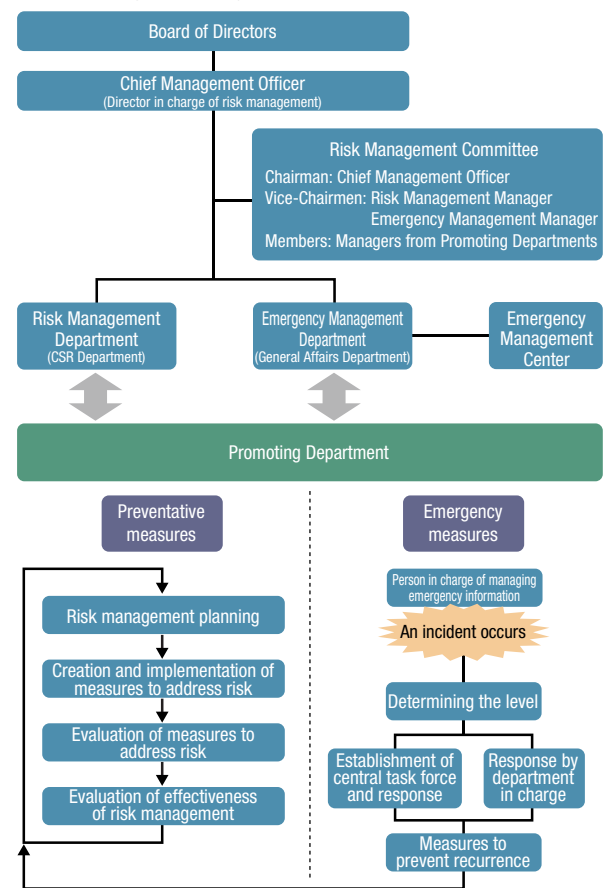 Board of Directors
Chief Management Officer
(Director in charge of risk management)
Risk Management Committee
Chairman: Chief Management Officer
Vice-Chairmen: Risk Management Manager
Emergency Management Manager
Members: Managers from Promoting Departments
Risk Management
Department
(CSR Department)
Emergency Management
Department
(General Affairs Department)
Emergency
Management
Center
Promoting Department
Preventative
measures
Risk management planning
Creation and implementation of
measures to address risk
Evaluation of measures to
address risk
Evaluation of effectiveness
of risk management
Emergency
measures
Person in charge of managing
emergency information
An incident occurs
Determining the level
Establishment of
central task force
and response
Response by
department
in charge
Measures to
prevent recurrence